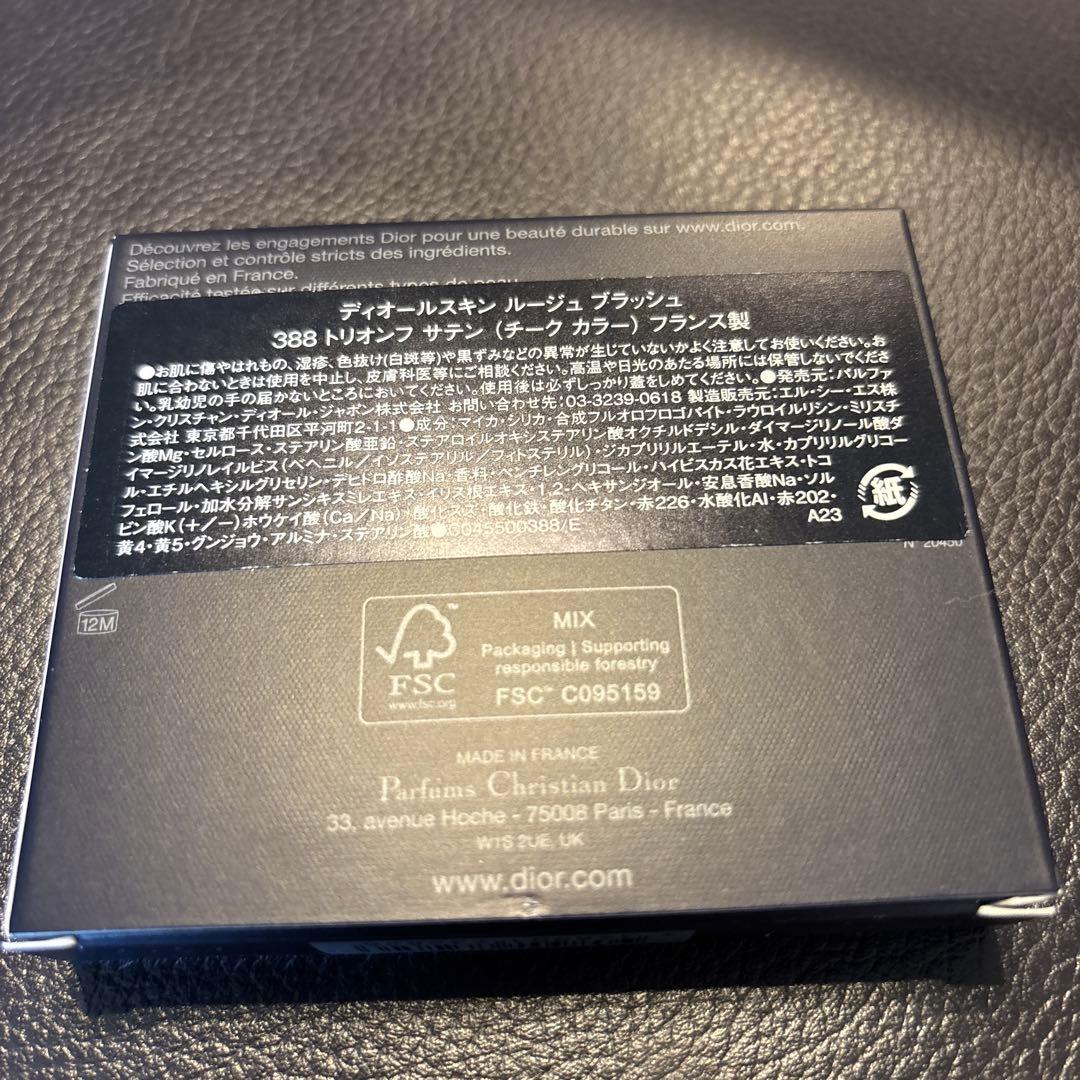 Découvrez les engagements Dior pour une beauté durable sur www.dior.com.
Sélection et contrôle stricts des ingrédients.
Fabriqué en France.
Efficacité testée sur différents types de peau
ディオールスキン ルージュ ブラッシュ
388 トリオンフ サテン（チーク カラー）フランス製
●お肌に傷やはれもの、湿疹、色抜け(白斑等)や黒ずみなどの異常が生じていないかよく注意してお使いください。お
肌に合わないときは使用を中止し、皮膚科医等にご相談ください。高温や日光のあたる場所には保管しないでくださ
い。乳幼児の手の届かないところにおいてください。使用後は必ずしっかり蓋をしめてください。●発売元：パルファ
ン・クリスチャン・ディオール・ジャポン株式会社 お問い合わせ先：03-3239-0618 製造販売元：エル・シー・エス株
式会社 東京都千代田区平河町2-1-1●成分：マイカ・シリカ・合成フルオロフロゴパイト・ラウロイルリシン・ミリスチ
ン酸Mg・セルロース・ステアリン酸亜鉛・ステアロイルオキシステアリン酸オクチルドデシル・ダイマージリノール酸ダ
イマージリノレイルビス(ベヘニル／イソステアリル／フィトステリル)・ジカプリリルエーテル・水・カプリリルグリコー
ル・エチルヘキシルグリセリン・デヒドロ酢酸Na・香料・ペンチレングリコール・ハイビスカス花エキス・トコ
フェロール・加水分解サンシキスミレエキス・イリス根エキス・1,2-ヘキサンジオール・安息香酸Na・ソル
ビン酸K(＋／－)ホウケイ酸(Ca／Na)・酸化スズ・酸化鉄・酸化チタン・赤226・水酸化Al・赤202・
黄4・黄5・グンジョウ・アルミナ・ステアリン酸●C045500388/E
A23
紙
N° 20450
12M
FSC™
www.fsc.org
MIX
Packaging | Supporting
responsible forestry
FSC™ C095159
MADE IN FRANCE
Parfums Christian Dior
33, avenue Hoche - 75008 Paris - France
W1S 2UE, UK
www.dior.com